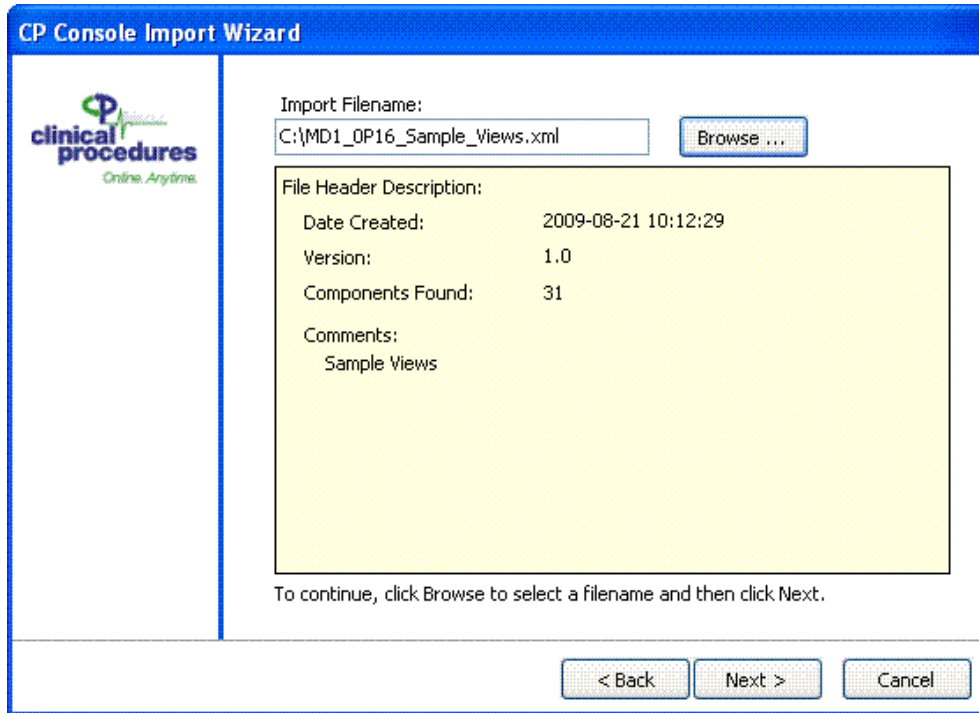 CP Console Import Wizard
CP
clinical
procedures
Online. Anytime.
Import Filename:
C:\MD1_0P16_Sample_Views.xml
Browse ...
File Header Description:
Date Created: 2009-08-21 10:12:29
Version: 1.0
Components Found: 31
Comments:
Sample Views
To continue, click Browse to select a filename and then click Next.
< Back
Next >
Cancel